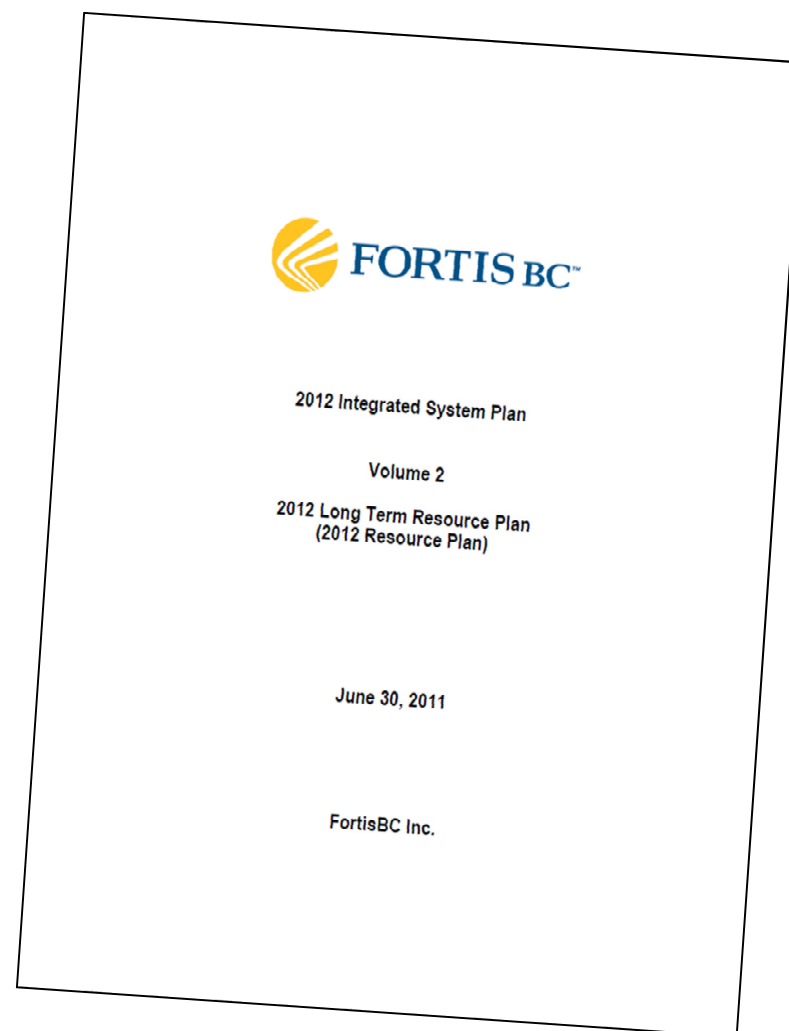 FORTIS BC™
2012 Integrated System Plan
Volume 2
2012 Long Term Resource Plan
(2012 Resource Plan)
June 30, 2011
FortisBC Inc.